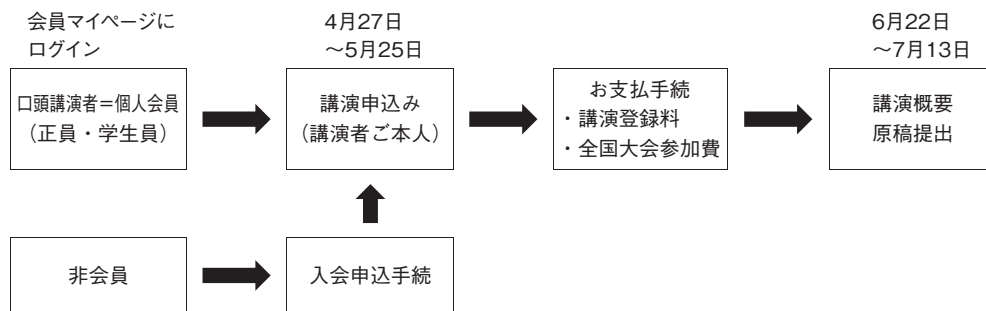 会員マイページに
ログイン
4月27日
～5月25日
6月22日
～7月13日
口頭講演者＝個人会員
（正員・学生員）
講演申込み
（講演者ご本人）
お支払手続
・講演登録料
・全国大会参加費
講演概要
原稿提出
非会員
入会申込手続